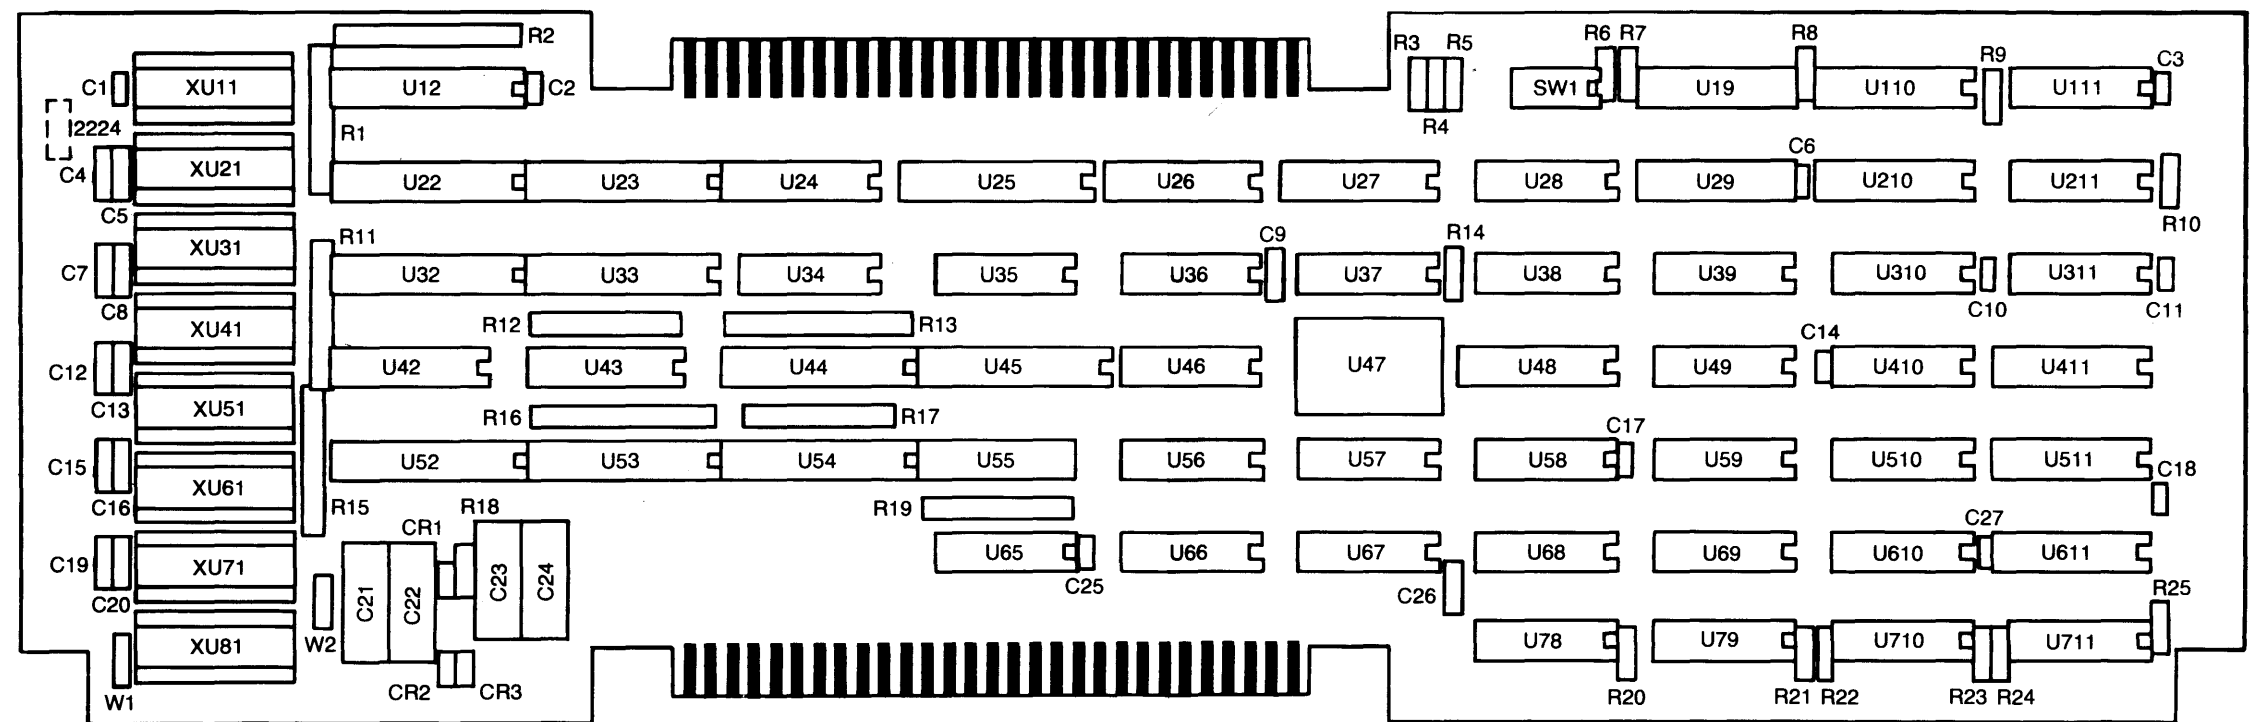 R2
R3 R5
R6 R7 R8
R9 C3
C1 XU11 U12 C2 SW1 U19 U110 U111
R4
2224 R1
C4 XU21 U22 U23 U24 U25 U26 U27 U28 U29 C6 U210 U211
C5 R10
XU31 R11 C9 R14
C7 U32 U33 U34 U35 U36 U37 U38 U39 U310 U311
C8 C10 C11
XU41 R12 R13 C14
C12 U42 U43 U44 U45 U46 U47 U48 U49 U410 U411
C13 XU51 R16 R17 C17
C15 U52 U53 U54 U55 U56 U57 U58 U59 U510 U511
C16 XU61 R15 R18 R19 C18
CR1 C27
C19 XU71 U65 U66 U67 U68 U69 U610 U611
C20 C21 C22 C23 C24 C25 C26 R25
W2 XU81 U78 U79 U710 U711
W1 CR2 CR3 R20 R21 R22 R23 R24